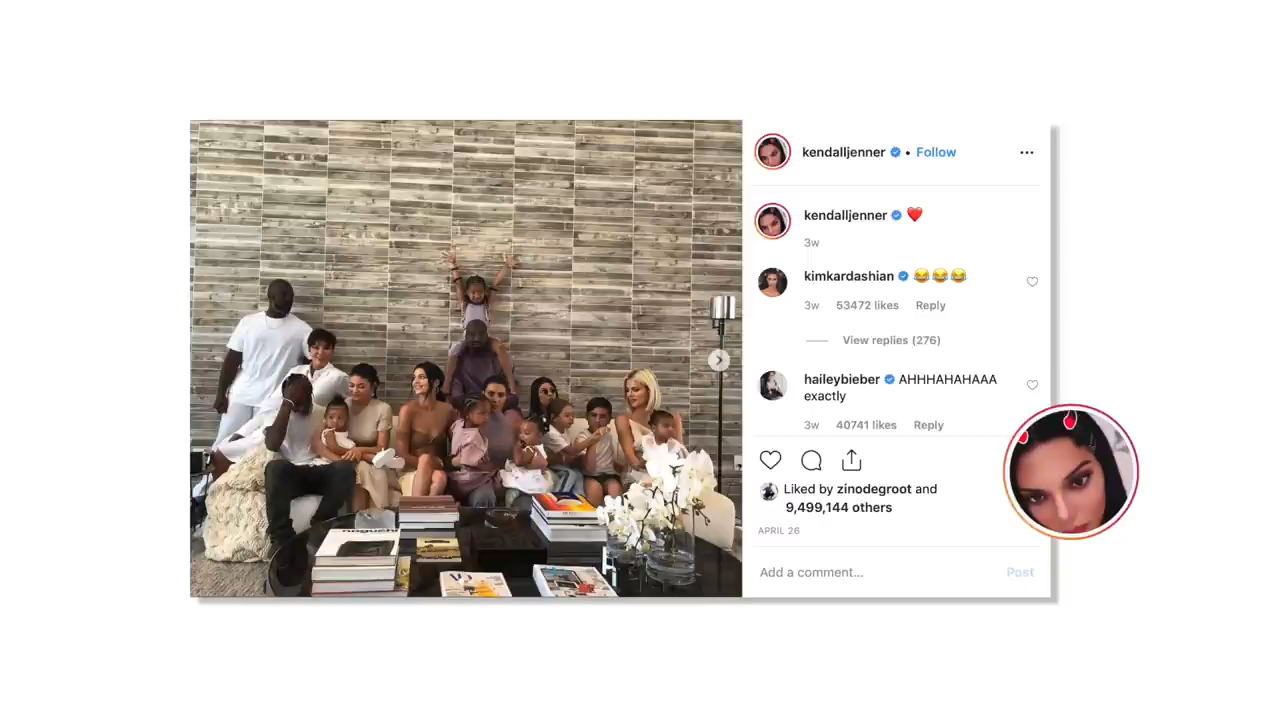 kendalljenner • Follow
kendalljenner ❤️
3w
kimkardashian 😂😂😂
3w 53472 likes Reply
View replies (276)
haileybieber AHHHAHAHAAA
exactly
3w 40741 likes Reply
Liked by zinodegroot and
9,499,144 others
APRIL 26
Add a comment... Post
noguchi